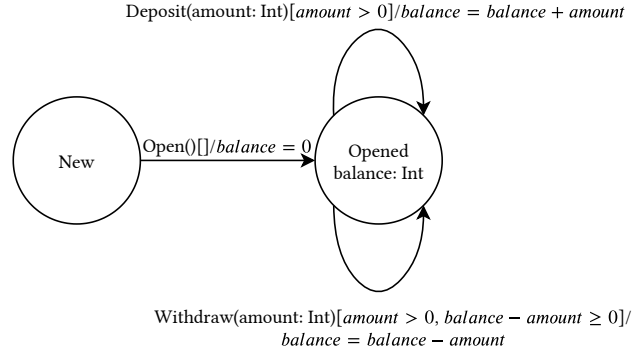 Deposit(amount: Int)[amount > 0]/balance = balance + amount
New
Open()[]/balance = 0
Opened
balance: Int
Withdraw(amount: Int)[amount > 0, balance − amount ≥ 0]/
balance = balance − amount